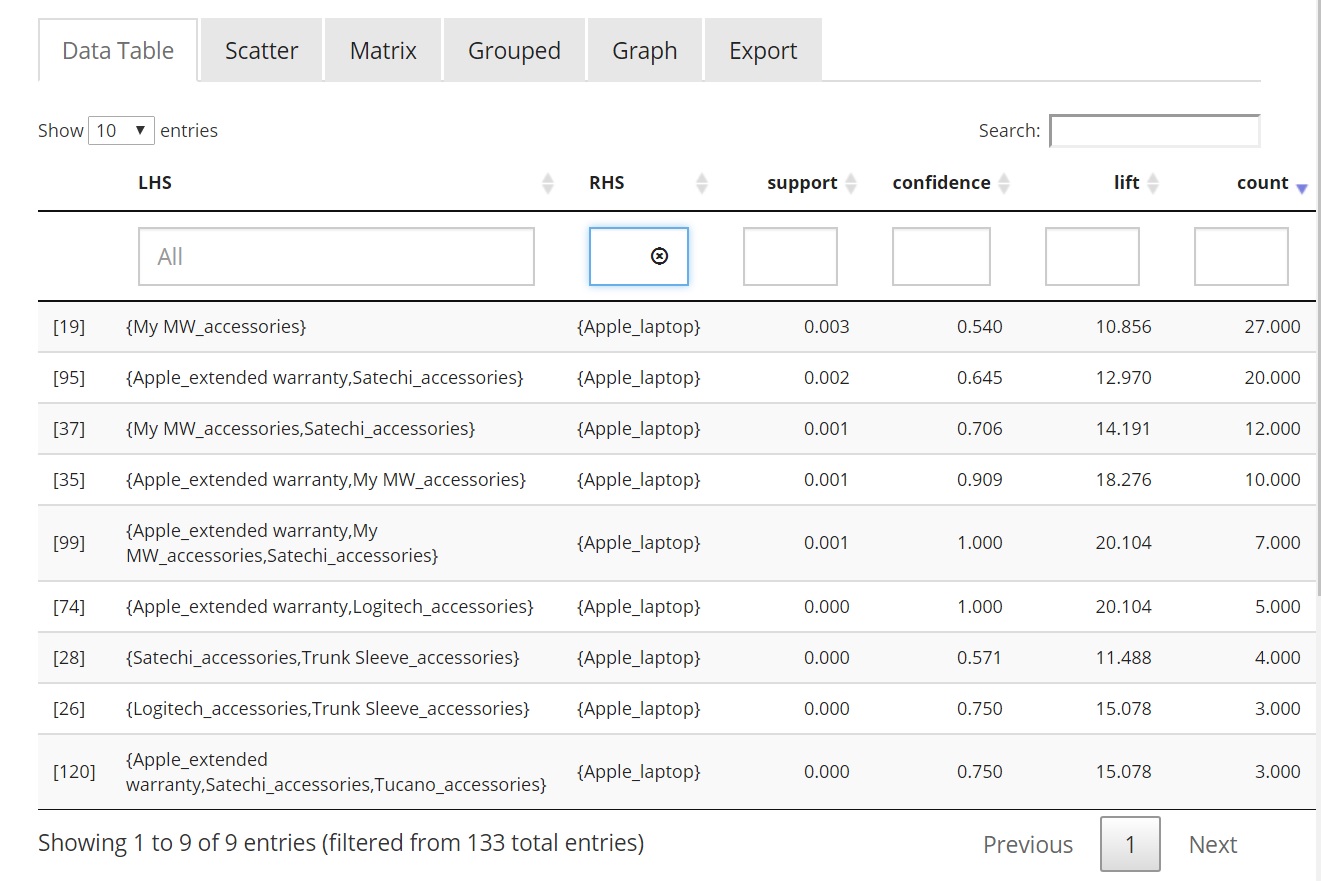 Data Table Scatter Matrix Grouped Graph Export
Show 10 entries Search:
LHS RHS support confidence lift count
All
[19] {My MW_accessories} {Apple_laptop} 0.003 0.540 10.856 27.000
[95] {Apple_extended warranty,Satechi_accessories} {Apple_laptop} 0.002 0.645 12.970 20.000
[37] {My MW_accessories,Satechi_accessories} {Apple_laptop} 0.001 0.706 14.191 12.000
[35] {Apple_extended warranty,My MW_accessories} {Apple_laptop} 0.001 0.909 18.276 10.000
{Apple_extended warranty,My
[99] {Apple_laptop} 0.001 1.000 20.104 7.000
MW_accessories,Satechi_accessories}
[74] {Apple_extended warranty,Logitech_accessories} {Apple_laptop} 0.000 1.000 20.104 5.000
[28] {Satechi_accessories,Trunk Sleeve_accessories} {Apple_laptop} 0.000 0.571 11.488 4.000
[26] {Logitech_accessories,Trunk Sleeve_accessories} {Apple_laptop} 0.000 0.750 15.078 3.000
{Apple_extended
[120] {Apple_laptop} 0.000 0.750 15.078 3.000
warranty,Satechi_accessories,Tucano_accessories}
Showing 1 to 9 of 9 entries (filtered from 133 total entries) Previous 1 Next